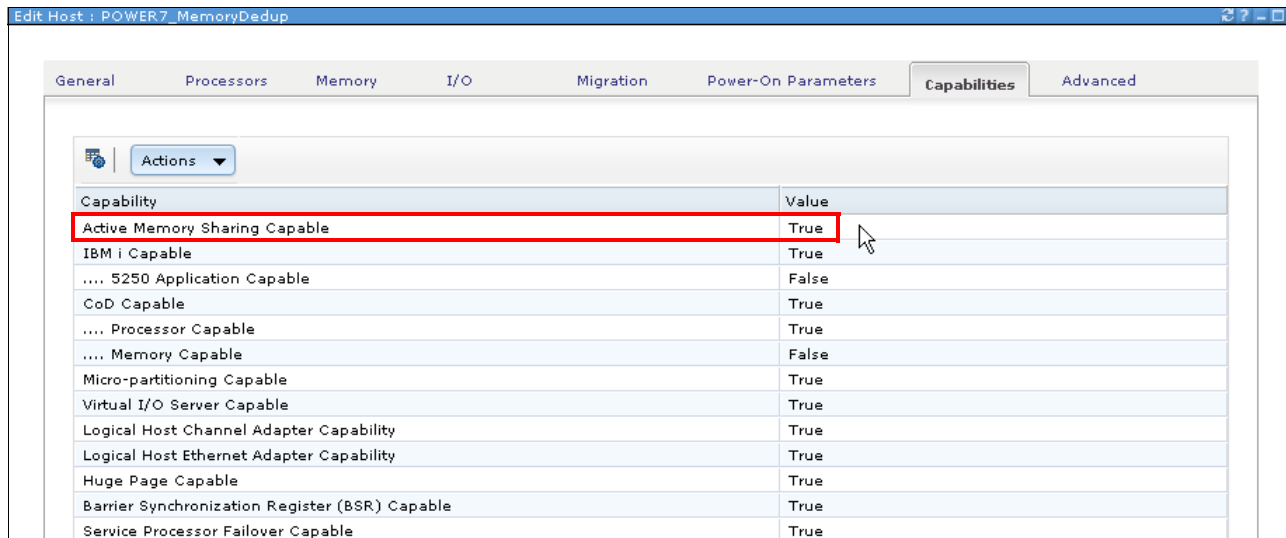 Edit Host : POWER7_MemoryDedup ?
General Processors Memory I/O Migration Power-On Parameters Capabilities Advanced
Actions
Capability Value
Active Memory Sharing Capable True
IBM i Capable True
.... 5250 Application Capable False
CoD Capable True
.... Processor Capable True
.... Memory Capable False
Micro-partitioning Capable True
Virtual I/O Server Capable True
Logical Host Channel Adapter Capability True
Logical Host Ethernet Adapter Capability True
Huge Page Capable True
Barrier Synchronization Register (BSR) Capable True
Service Processor Failover Capable True